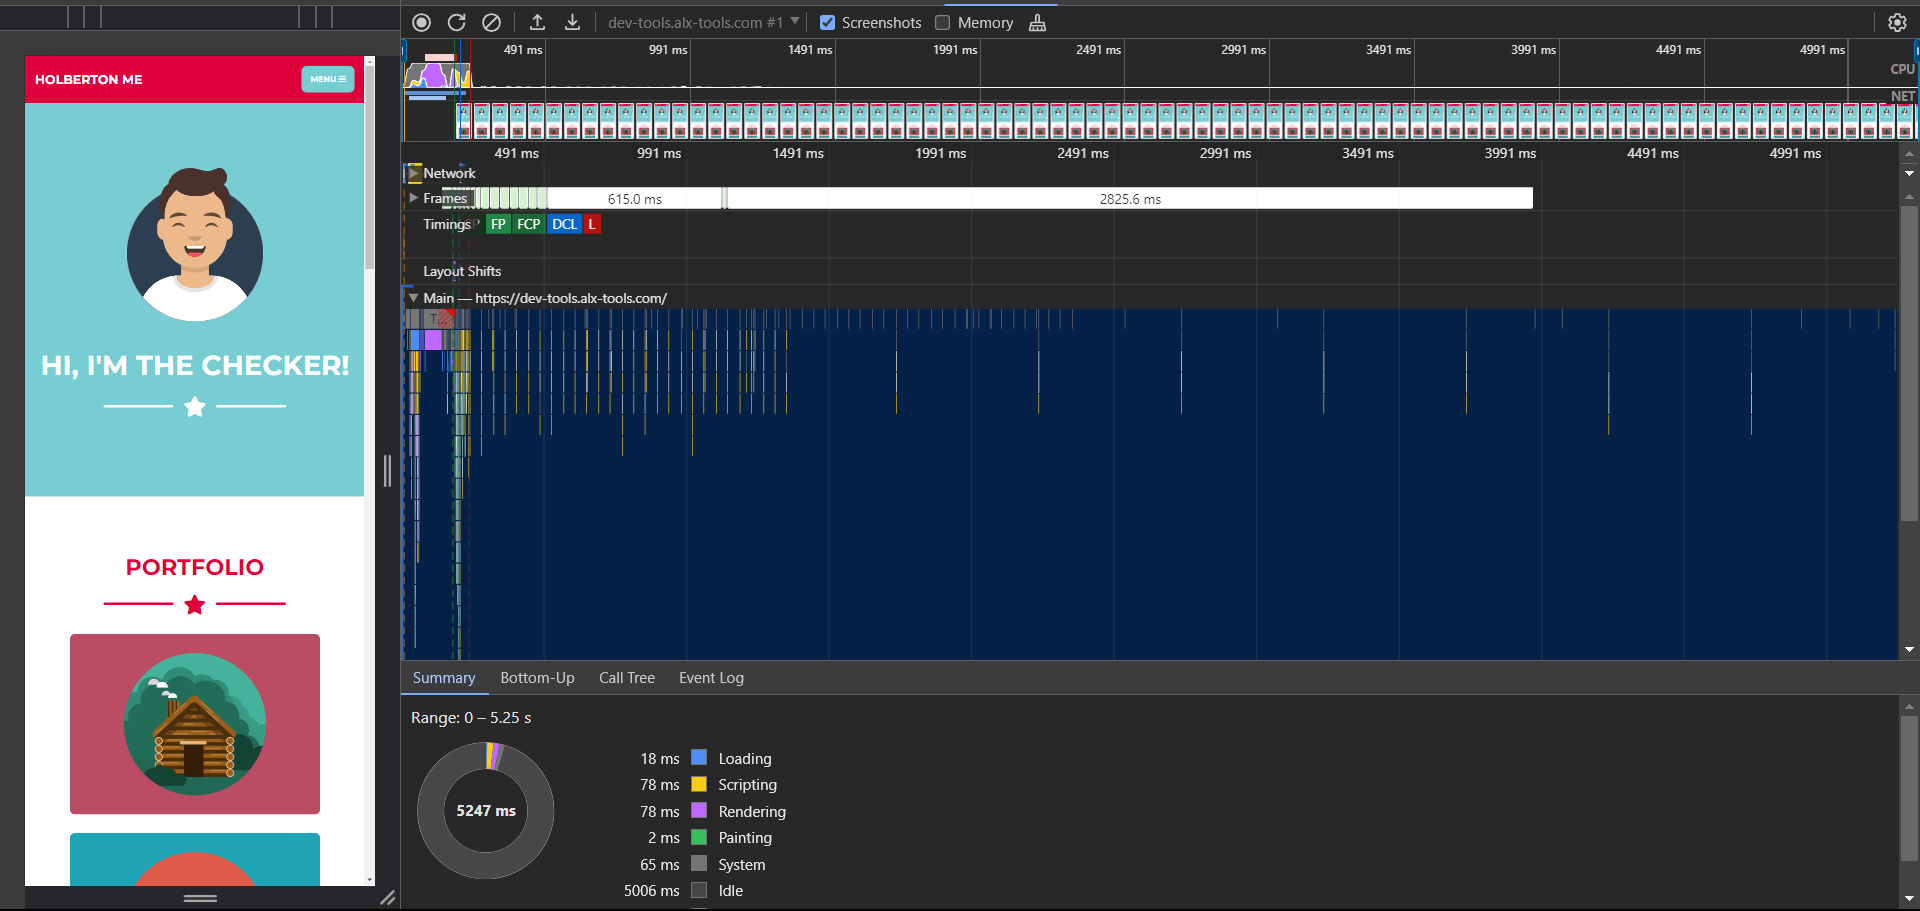 HOLBERTON ME
MENU
HI, I'M THE CHECKER!
PORTFOLIO
dev-tools.alx-tools.com #1
Screenshots
Memory
491 ms 991 ms 1491 ms 1991 ms 2491 ms 2991 ms 3491 ms 3991 ms 4491 ms 4991 ms
CPU
NET
491 ms 991 ms 1491 ms 1991 ms 2491 ms 2991 ms 3491 ms 3991 ms 4491 ms 4991 ms
Network
Frames 615.0 ms 2825.6 ms
Timings FP FCP DCL L
Layout Shifts
Main — https://dev-tools.alx-tools.com/
T...
Summary Bottom-Up Call Tree Event Log
Range: 0 – 5.25 s
5247 ms
18 ms Loading
78 ms Scripting
78 ms Rendering
2 ms Painting
65 ms System
5006 ms Idle